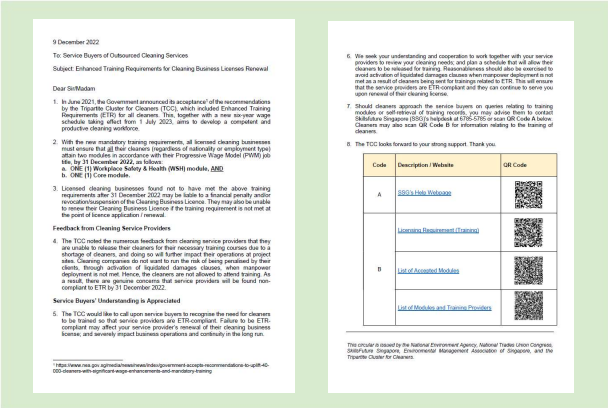 9 December 2022
To: Service Buyers of Outsourced Cleaning Services
Subject: Enhanced Training Requirements for Cleaning Business Licenses Renewal
Dear Sir/Madam
1. In June 2021, the Government announced its acceptance¹ of the recommendations
by the Tripartite Cluster for Cleaners (TCC), which included Enhanced Training
Requirements (ETR) for all cleaners. This, together with a new six-year wage
schedule taking effect from 1 July 2023, aims to develop a competent and
productive cleaning workforce.
2. With the new mandatory training requirements, all licensed cleaning businesses
must ensure that all their cleaners (regardless of nationality or employment type)
attain two modules in accordance with their Progressive Wage Model (PWM) job
title, by 31 December 2022, as follows:
a. ONE (1) Workplace Safety & Health (WSH) module, AND
b. ONE (1) Core module.
3. Licensed cleaning businesses found not to have met the above training
requirements after 31 December 2022 may be liable to a financial penalty and/or
revocation/suspension of the Cleaning Business Licence. They may also be unable
to renew their Cleaning Business Licence if the training requirement is not met at
the point of licence application / renewal.
Feedback from Cleaning Service Providers
4. The TCC noted the numerous feedback from cleaning service providers that they
are unable to release their cleaners for their necessary training courses due to a
shortage of cleaners, and doing so will further impact their operations at project
sites. Cleaning companies do not want to run the risk of being penalised by their
clients, through activation of liquidated damages clauses, when manpower
deployment is not met. Hence, the cleaners are not allowed to attend training. As
a result, there are genuine concerns that service providers will be found non-
compliant to ETR by 31 December 2022.
Service Buyers' Understanding is Appreciated
5. The TCC would like to call upon service buyers to recognise the need for cleaners
to be trained so that service providers are ETR-compliant. Failure to be ETR-
compliant may affect your service provider's renewal of their cleaning business
license; and severely impact business operations and continuity in the long run.
¹ https://www.nea.gov.sg/media/news/news/index/government-accepts-recommendations-to-uplift-40-
000-cleaners-with-significant-wage-enhancements-and-mandatory-training
6. We seek your understanding and cooperation to work together with your service
providers to review your cleaning needs; and plan a schedule that will allow their
cleaners to be released for training. Reasonableness should also be exercised to
avoid activation of liquidated damages clauses when manpower deployment is not
met as a result of cleaners being sent for trainings related to ETR. This will ensure
that the service providers are ETR-compliant and they can continue to serve you
upon renewal of their cleaning license.
7. Should cleaners approach the service buyers on queries relating to training
modules or self-retrieval of training records, you may advise them to contact
Skillsfuture Singapore (SSG)'s helpdesk at 6785-5785 or scan QR Code A below.
Cleaners may also scan QR Code B for information relating to the training of
cleaners.
8. The TCC looks forward to your strong support. Thank you.
Code Description / Website QR Code
A SSG's Help Webpage
Licensing Requirement (Training)
B List of Accepted Modules
List of Modules and Training Providers
This circular is issued by the National Environment Agency, National Trades Union Congress,
SkillsFuture Singapore, Environmental Management Association of Singapore, and the
Tripartite Cluster for Cleaners.